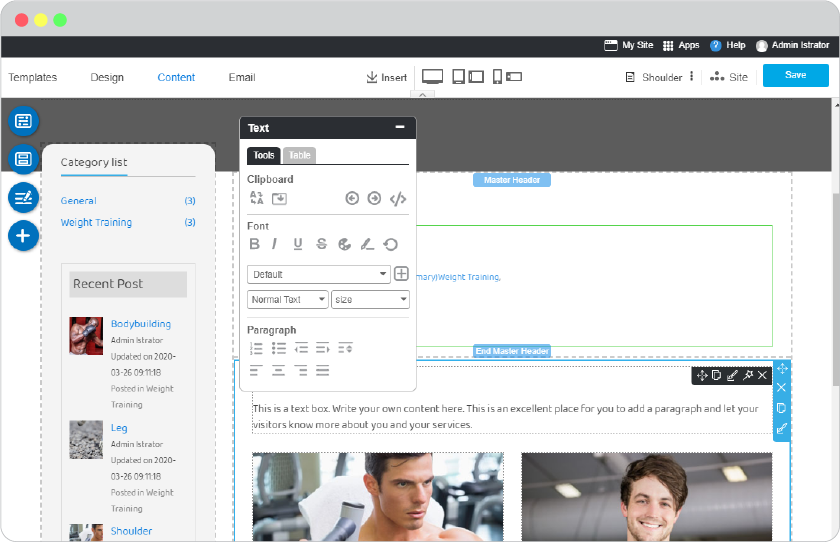 My Site Apps ? Help Admin Istrator
Templates Design Content Email Insert Shoulder Site Save
Text
Tools Table
Clipboard
Font
B I U S
Default
Normal Text size
Paragraph
Category list
General (3)
Weight Training (3)
Recent Post
Bodybuilding
Admin Istrator
Updated on 2020-
03-26 09:11:18
Posted in Weight
Training
Leg
Admin Istrator
Updated on 2020-
03-26 09:11:18
Posted in Weight
Training
Shoulder
Master Header
mary)Weight Training,
End Master Header
This is a text box. Write your own content here. This is an excellent place for you to add a paragraph and let your
visitors know more about you and your services.